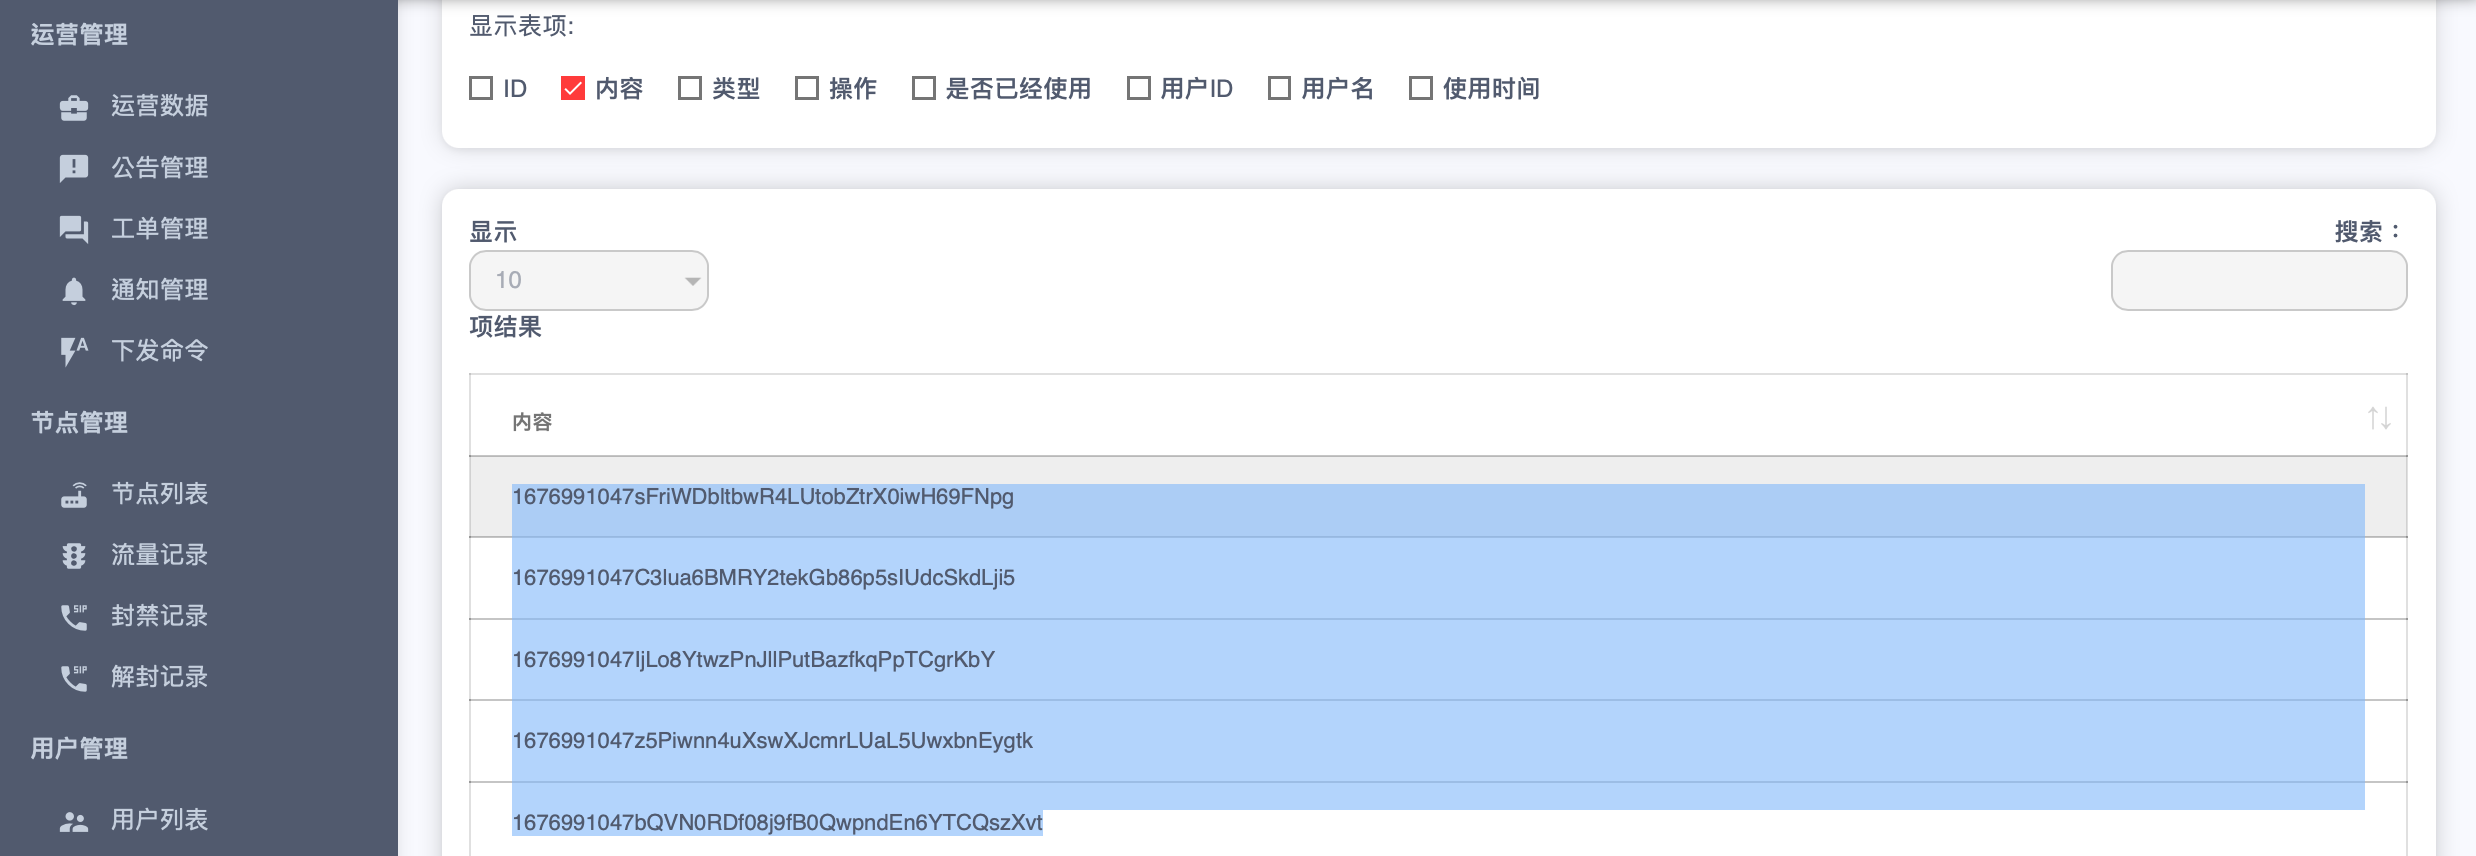 运营管理
运营数据
公告管理
工单管理
通知管理
下发命令
节点管理
节点列表
流量记录
封禁记录
解封记录
用户管理
用户列表
显示表项:
ID 内容 类型 操作 是否已经使用 用户ID 用户名 使用时间
显示
10
项结果
搜索：
内容
1676991047sFriWDbItbwR4LUtobZtrX0iwH69FNpg
1676991047C3lua6BMRY2tekGb86p5sIUdcSkdLji5
1676991047IjLo8YtwzPnJllPutBazfkqPpTCgrKbY
1676991047z5Piwnn4uXswXJcmrLUaL5UwxbnEygtk
1676991047bQVN0RDf08j9fB0QwpndEn6YTCQszXvt